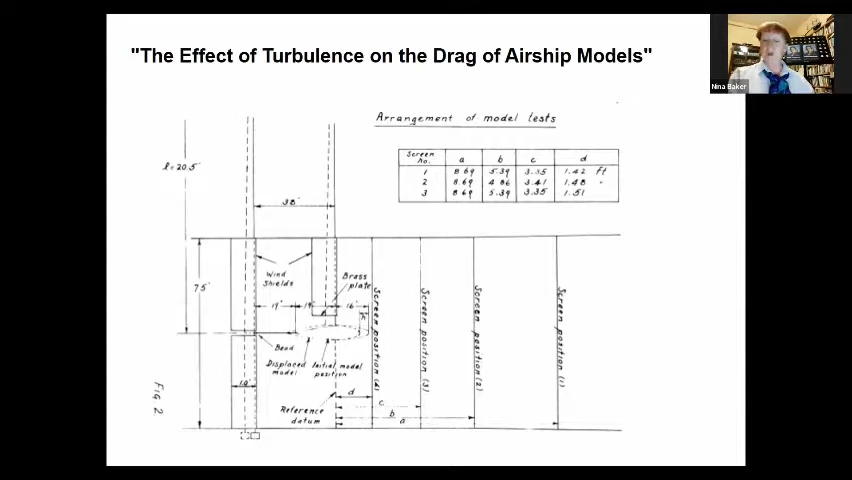 "The Effect of Turbulence on the Drag of Airship Models"
Nina Baker
Arrangement of model tests
Screen No. a b c d
1 8.69 5.39 3.35 1.42 ft
2 8.69 4.86 3.41 1.48 "
3 8.69 5.39 3.35 1.51
l = 20.5'
38"
Wind Shields
Brass plate
7.5'
19" 19" 16"
h
Bead
Displaced model
Initial model position
Screen position (4)
Screen position (3)
Screen position (2)
Screen position (1)
Fig 2
d
c
b
a
Reference datum